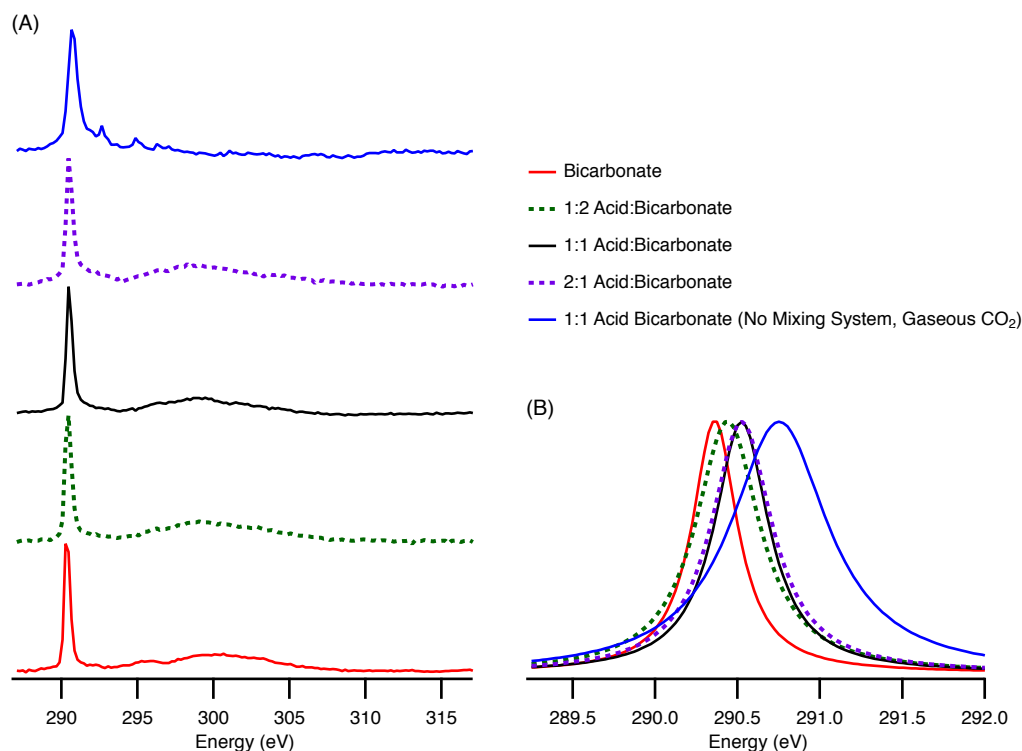 (A)
Bicarbonate
1:2 Acid:Bicarbonate
1:1 Acid:Bicarbonate
2:1 Acid:Bicarbonate
1:1 Acid Bicarbonate (No Mixing System, Gaseous CO₂)
(B)
290 295 300 305 310 315
Energy (eV)
289.5 290.0 290.5 291.0 291.5 292.0
Energy (eV)